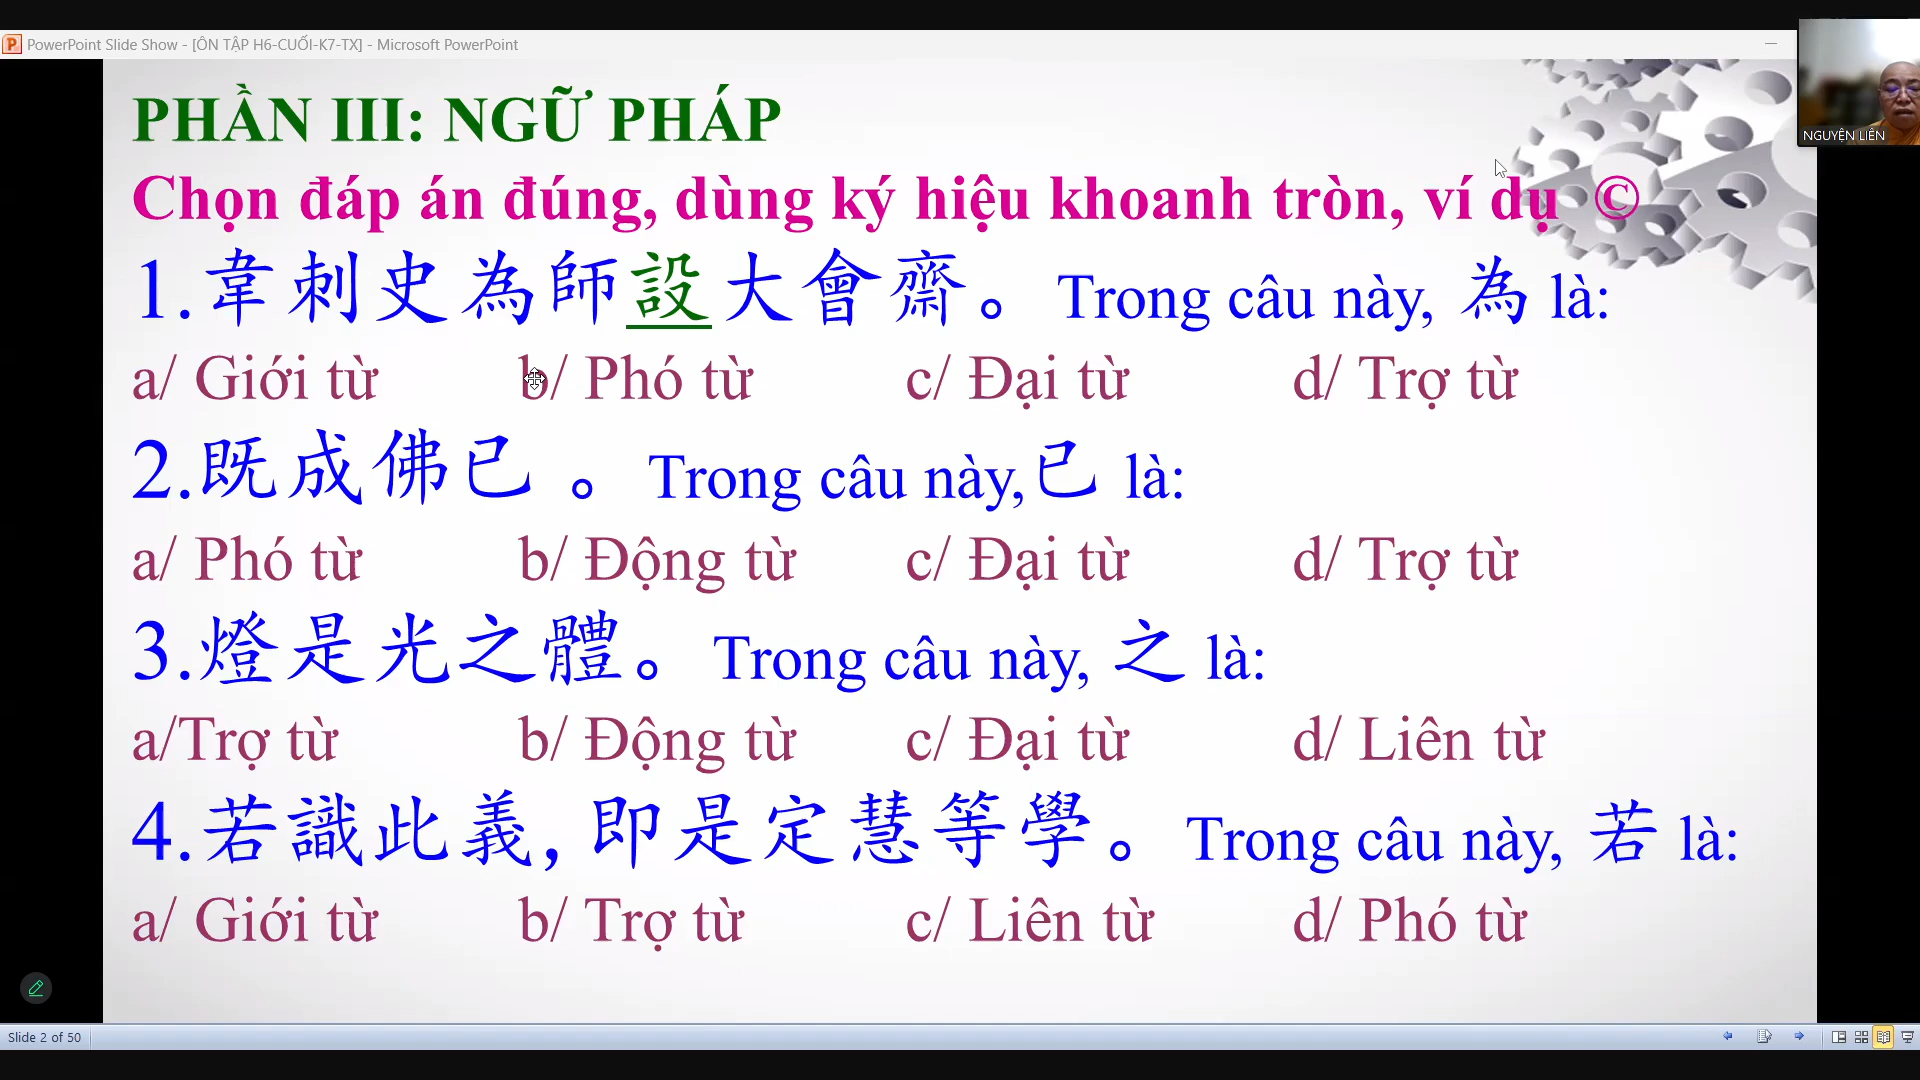 PowerPoint Slide Show - [ÔN TẬP H6-CUỐI-K7-TX] - Microsoft PowerPoint
NGUYỆN LIÊN
PHẦN III: NGỮ PHÁP
Chọn đáp án đúng, dùng ký hiệu khoanh tròn, ví dụ ©
1.韋刺史為師設大會齋。Trong câu này, 為 là:
a/ Giới từ b/ Phó từ c/ Đại từ d/ Trợ từ
2.既成佛已。Trong câu này,已 là:
a/ Phó từ b/ Động từ c/ Đại từ d/ Trợ từ
3.燈是光之體。Trong câu này, 之 là:
a/Trợ từ b/ Động từ c/ Đại từ d/ Liên từ
4.若識此義, 即是定慧等學。Trong câu này, 若 là:
a/ Giới từ b/ Trợ từ c/ Liên từ d/ Phó từ
Slide 2 of 50